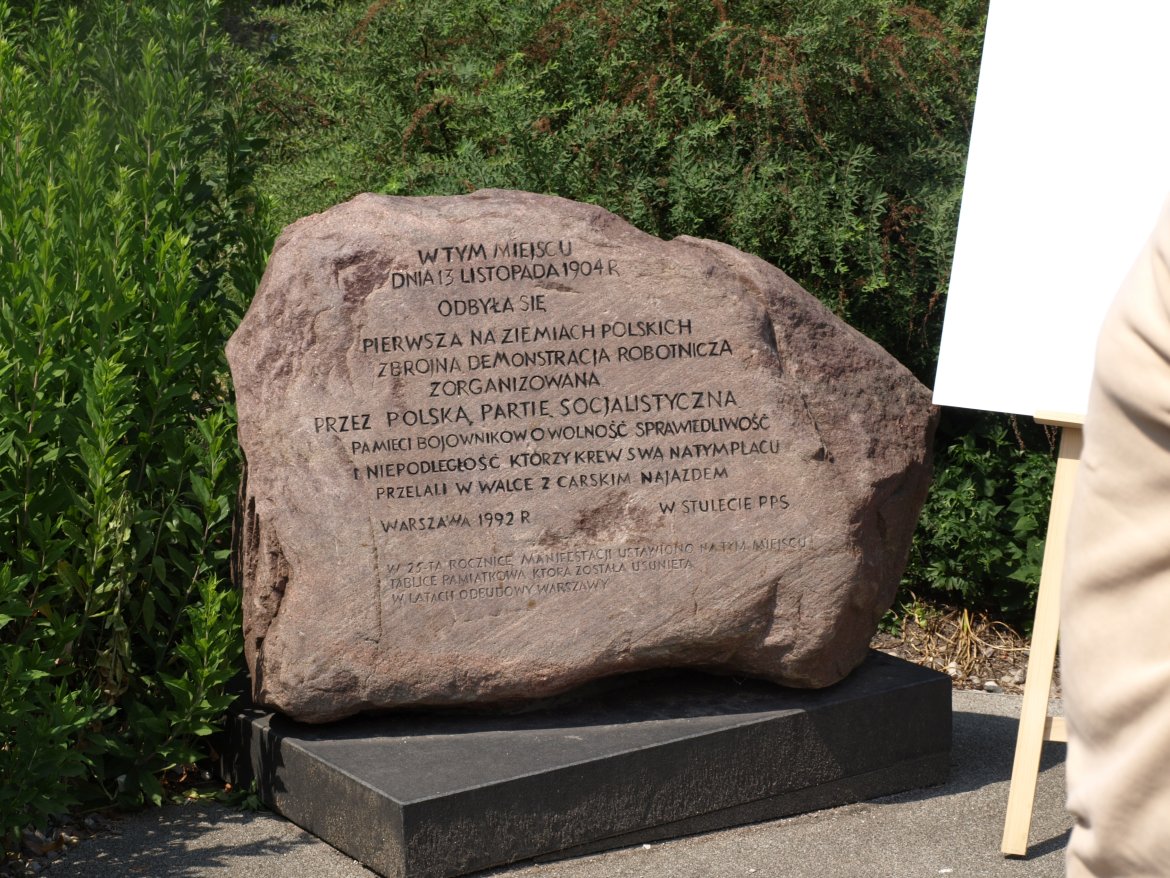 W TYM MIEJSCU
DNIA 13 LISTOPADA 1904 R
ODBYŁA SIĘ
PIERWSZA NA ZIEMIACH POLSKICH
ZBROJNA DEMONSTRACJA ROBOTNICZA
ZORGANIZOWANA
PRZEZ POLSKĄ PARTIĘ SOCJALISTYCZNĄ
PAMIĘCI BOJOWNIKÓW O WOLNOŚĆ SPRAWIEDLIWOŚĆ
I NIEPODLEGŁOŚĆ KTÓRZY KREW SWĄ NA TYM PLACU
PRZELALI W WALCE Z CARSKIM NAJAZDEM
WARSZAWA 1992 R W STULECIE PPS
W 25-TĄ ROCZNICĘ MANIFESTACJI USTAWIONO NA TYM MIEJSCU
TABLICĘ PAMIĄTKOWĄ KTÓRA ZOSTAŁA USUNIĘTA
W LATACH ODBUDOWY WARSZAWY